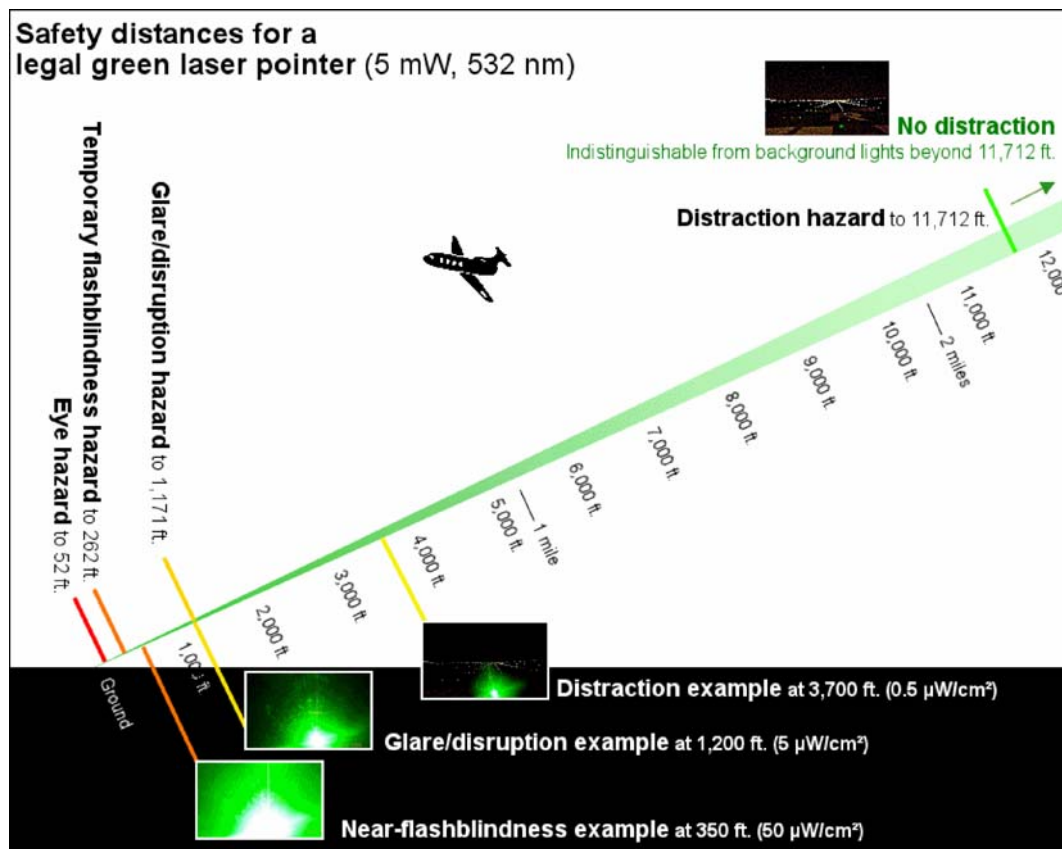 Safety distances for a
legal green laser pointer (5 mW, 532 nm)
No distraction
Indistinguishable from background lights beyond 11,712 ft.
Distraction hazard to 11,712 ft.
Glare/disruption hazard to 1,171 ft.
Temporary flashblindness hazard to 262 ft.
Eye hazard to 52 ft.
Ground
1,000 ft.
2,000 ft.
3,000 ft.
4,000 ft.
5,000 ft.
1 mile
6,000 ft.
7,000 ft.
8,000 ft.
9,000 ft.
10,000 ft.
2 miles
11,000 ft.
12,000
Distraction example at 3,700 ft. (0.5 µW/cm²)
Glare/disruption example at 1,200 ft. (5 µW/cm²)
Near-flashblindness example at 350 ft. (50 µW/cm²)